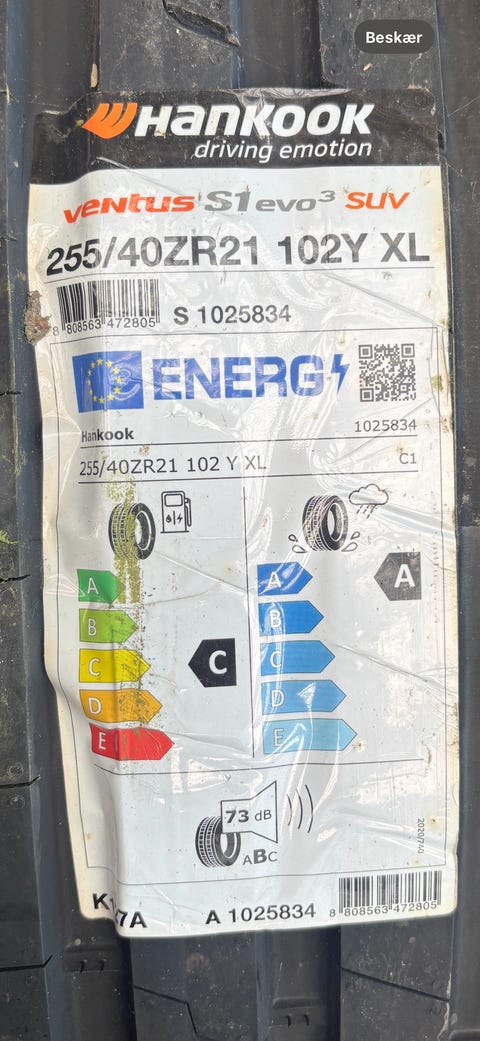 Beskær
HANKOOK
driving emotion
ventus S1 evo³ SUV
255/40ZR21 102Y XL
8 808563 472805
S 1025834
ENERG
Hankook
1025834
255/40ZR21 102 Y XL
C1
A
B
C
D
E
C
A
B
C
D
E
A
73 dB
ABC
2020/740
A 1025834
8 808563 472805